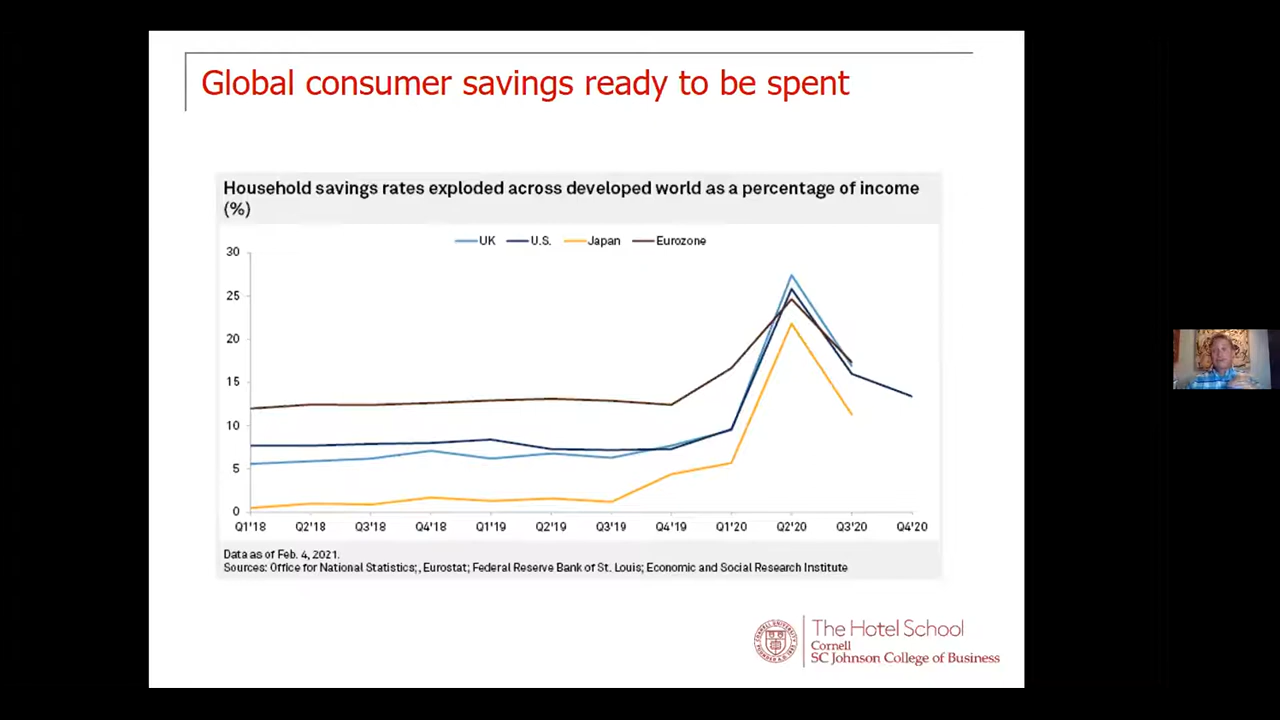 Global consumer savings ready to be spent
Household savings rates exploded across developed world as a percentage of income
(%)
UK U.S. Japan Eurozone
30
25
20
15
10
5
0
Q1'18 Q2'18 Q3'18 Q4'18 Q1'19 Q2'19 Q3'19 Q4'19 Q1'20 Q2'20 Q3'20 Q4'20
Data as of Feb. 4, 2021.
Sources: Office for National Statistics;, Eurostat; Federal Reserve Bank of St. Louis; Economic and Social Research Institute
The Hotel School
Cornell
SC Johnson College of Business